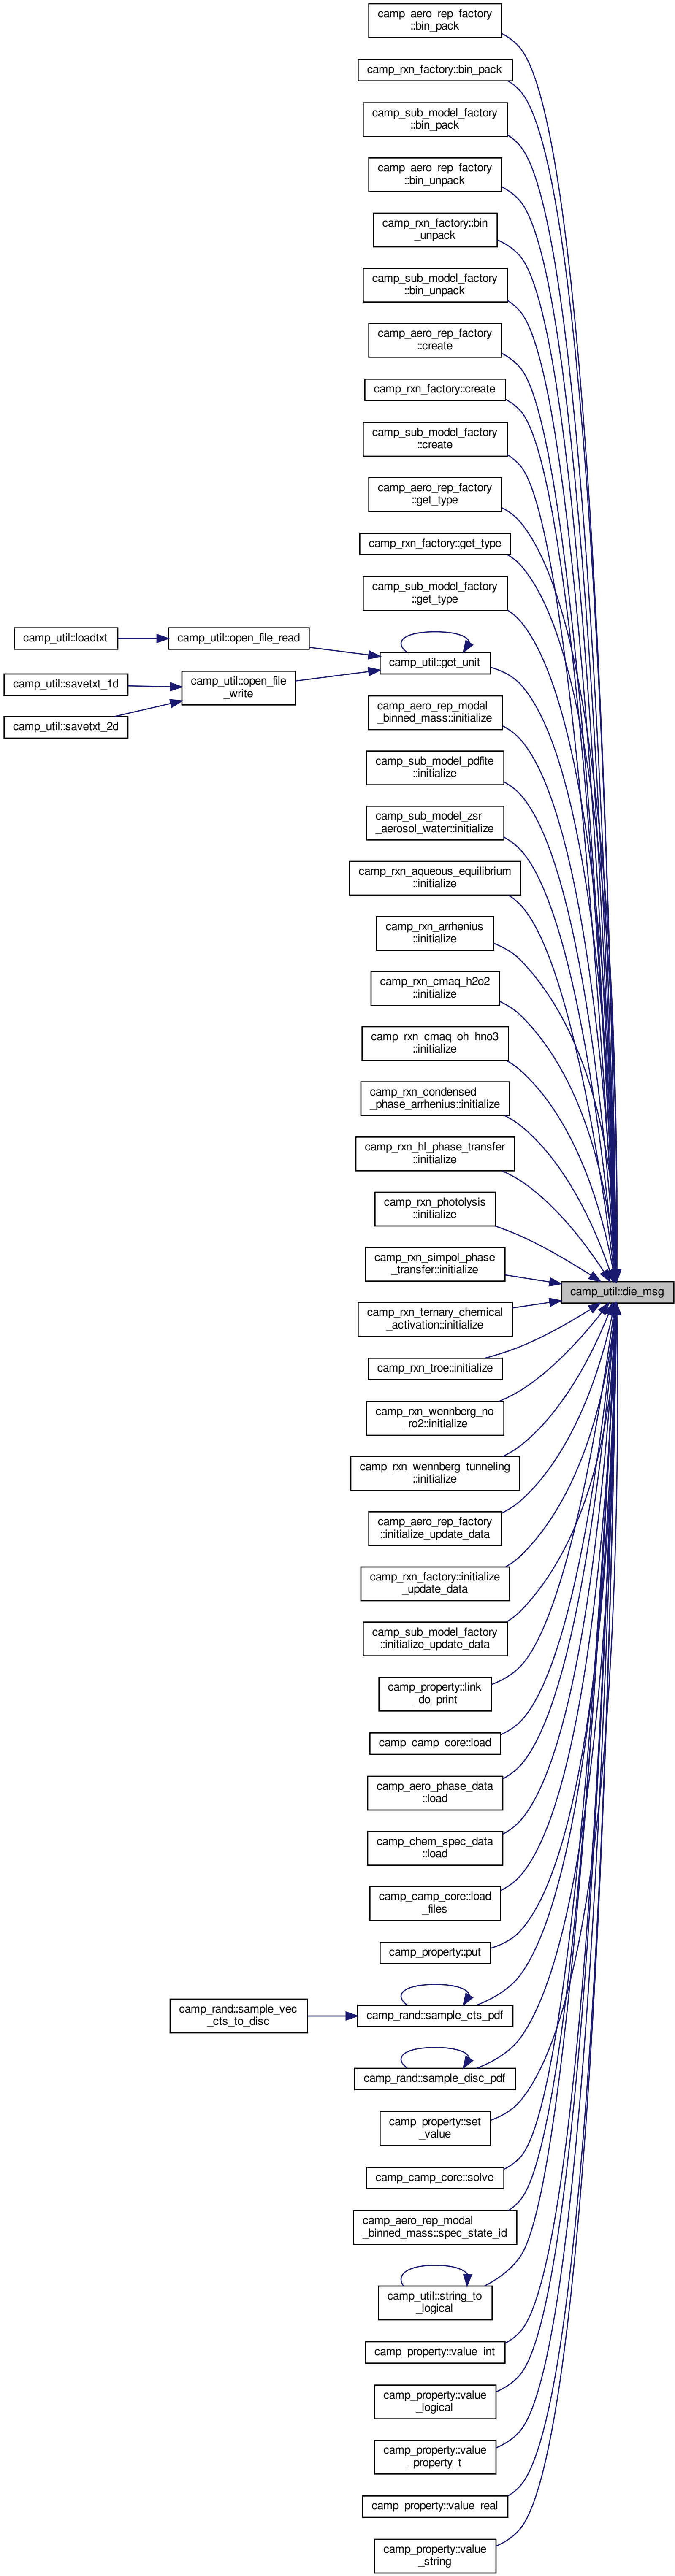 camp_aero_rep_factory
::bin_pack
camp_rxn_factory::bin_pack
camp_sub_model_factory
::bin_pack
camp_aero_rep_factory
::bin_unpack
camp_rxn_factory::bin
_unpack
camp_sub_model_factory
::bin_unpack
camp_aero_rep_factory
::create
camp_rxn_factory::create
camp_sub_model_factory
::create
camp_aero_rep_factory
::get_type
camp_rxn_factory::get_type
camp_sub_model_factory
::get_type
camp_util::loadtxt
camp_util::open_file_read
camp_util::get_unit
camp_util::savetxt_1d
camp_util::open_file
_write
camp_util::savetxt_2d
camp_aero_rep_modal
_binned_mass::initialize
camp_sub_model_pdfite
::initialize
camp_sub_model_zsr
_aerosol_water::initialize
camp_rxn_aqueous_equilibrium
::initialize
camp_rxn_arrhenius
::initialize
camp_rxn_cmaq_h2o2
::initialize
camp_rxn_cmaq_oh_hno3
::initialize
camp_rxn_condensed
_phase_arrhenius::initialize
camp_rxn_hl_phase_transfer
::initialize
camp_rxn_photolysis
::initialize
camp_rxn_simpol_phase
_transfer::initialize
camp_util::die_msg
camp_rxn_ternary_chemical
_activation::initialize
camp_rxn_troe::initialize
camp_rxn_wennberg_no
_ro2::initialize
camp_rxn_wennberg_tunneling
::initialize
camp_aero_rep_factory
::initialize_update_data
camp_rxn_factory::initialize
_update_data
camp_sub_model_factory
::initialize_update_data
camp_property::link
_do_print
camp_camp_core::load
camp_aero_phase_data
::load
camp_chem_spec_data
::load
camp_camp_core::load
_files
camp_property::put
camp_rand::sample_vec
_cts_to_disc
camp_rand::sample_cts_pdf
camp_rand::sample_disc_pdf
camp_property::set
_value
camp_camp_core::solve
camp_aero_rep_modal
_binned_mass::spec_state_id
camp_util::string_to
_logical
camp_property::value_int
camp_property::value
_logical
camp_property::value
_property_t
camp_property::value_real
camp_property::value
_string